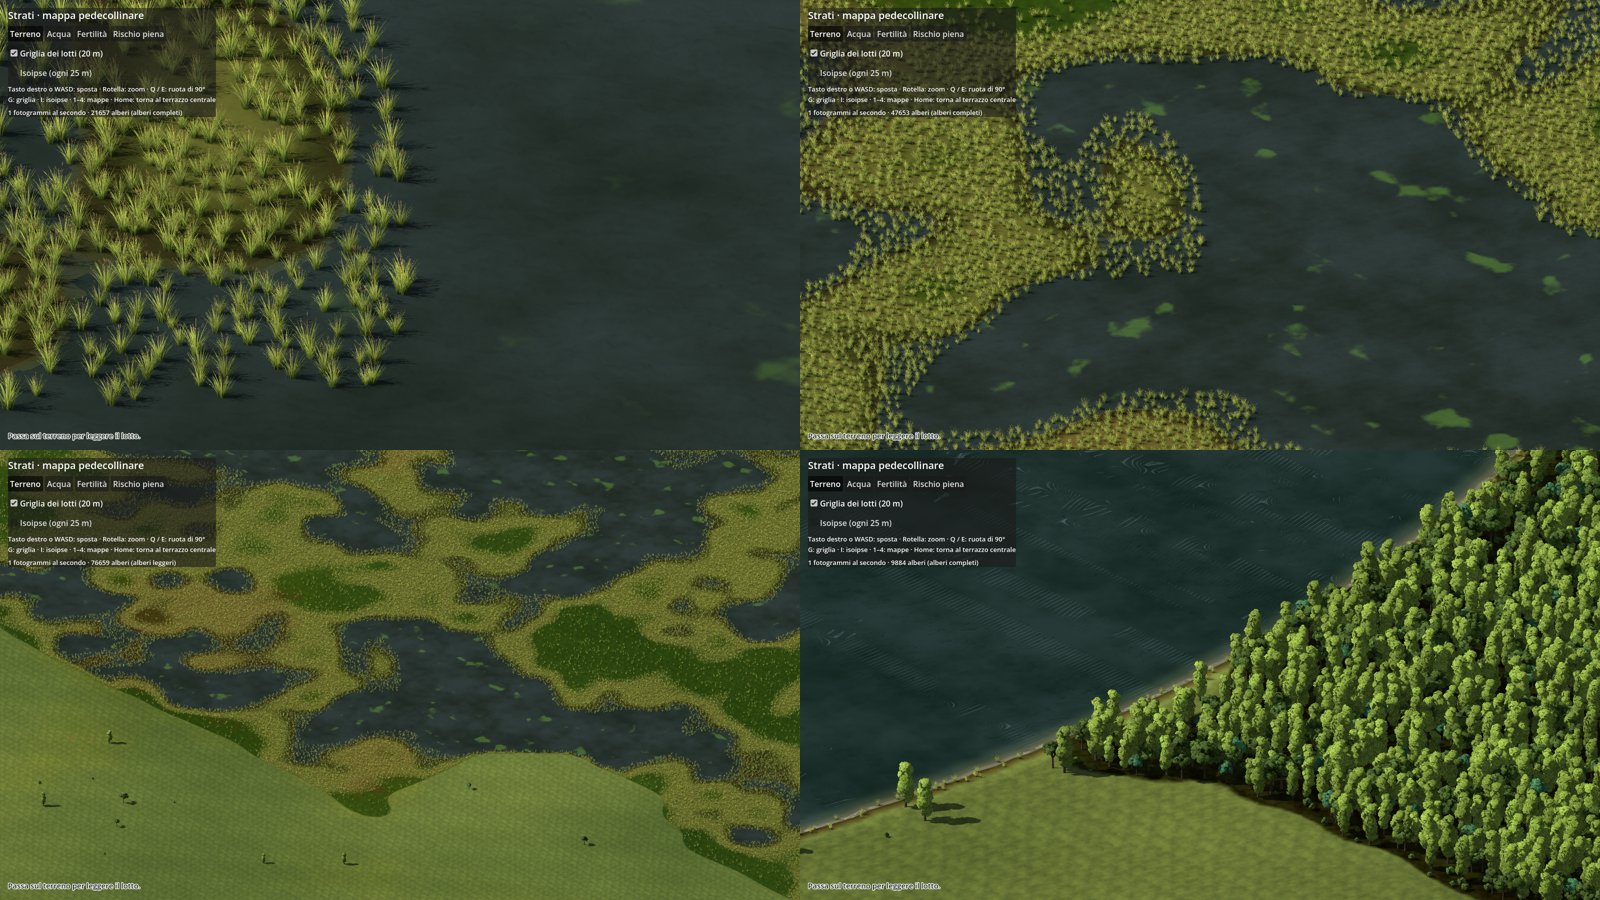 Strati · mappa pedecollinare
Terreno Acqua Fertilità Rischio piena
Griglia dei lotti (20 m)
Isoipse (ogni 25 m)
Tasto destro o WASD: sposta · Rotella: zoom · Q / E: ruota di 90°
G: griglia · I: isoipse · 1–4: mappe · Home: torna al terrazzo centrale
1 fotogrammi al secondo · 21657 alberi (alberi completi)
Passa sul terreno per leggere il lotto.
Strati · mappa pedecollinare
Terreno Acqua Fertilità Rischio piena
Griglia dei lotti (20 m)
Isoipse (ogni 25 m)
Tasto destro o WASD: sposta · Rotella: zoom · Q / E: ruota di 90°
G: griglia · I: isoipse · 1–4: mappe · Home: torna al terrazzo centrale
1 fotogrammi al secondo · 47653 alberi (alberi completi)
Passa sul terreno per leggere il lotto.
Strati · mappa pedecollinare
Terreno Acqua Fertilità Rischio piena
Griglia dei lotti (20 m)
Isoipse (ogni 25 m)
Tasto destro o WASD: sposta · Rotella: zoom · Q / E: ruota di 90°
G: griglia · I: isoipse · 1–4: mappe · Home: torna al terrazzo centrale
1 fotogrammi al secondo · 76659 alberi (alberi leggeri)
Passa sul terreno per leggere il lotto.
Strati · mappa pedecollinare
Terreno Acqua Fertilità Rischio piena
Griglia dei lotti (20 m)
Isoipse (ogni 25 m)
Tasto destro o WASD: sposta · Rotella: zoom · Q / E: ruota di 90°
G: griglia · I: isoipse · 1–4: mappe · Home: torna al terrazzo centrale
1 fotogrammi al secondo · 9884 alberi (alberi completi)
Passa sul terreno per leggere il lotto.